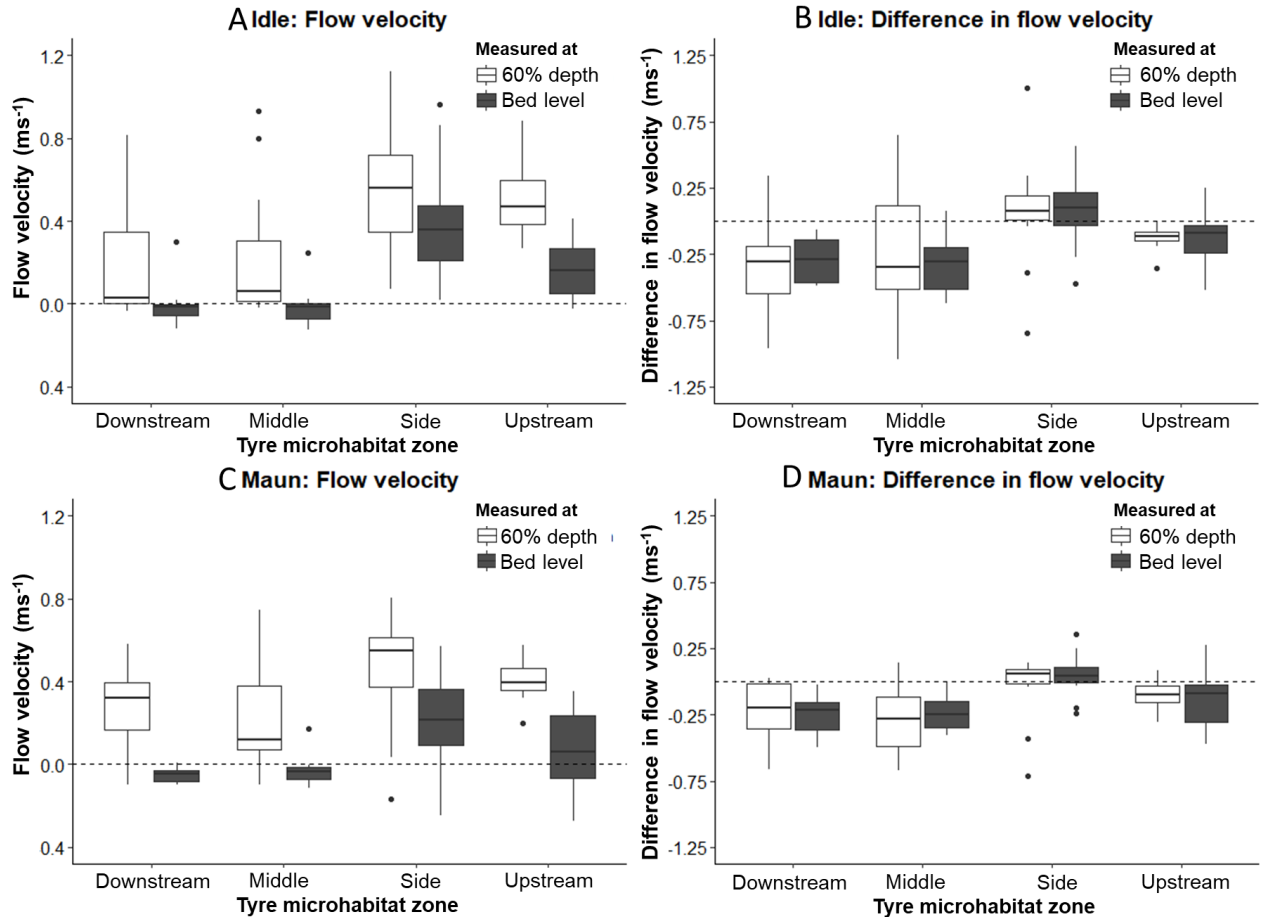 A Idle: Flow velocity
Measured at
60% depth
Bed level
Flow velocity (ms-1)
1.2
0.8
0.4
0.0
0.4
Downstream Middle Side Upstream
Tyre microhabitat zone
B Idle: Difference in flow velocity
Measured at
60% depth
Bed level
Difference in flow velocity (ms-1)
1.25
0.75
0.25
-0.25
-0.75
-1.25
Downstream Middle Side Upstream
Tyre microhabitat zone
C Maun: Flow velocity
Measured at
60% depth
Bed level
Flow velocity (ms-1)
1.2
0.8
0.4
0.0
0.4
Downstream Middle Side Upstream
Tyre microhabitat zone
D Maun: Difference in flow velocity
Measured at
60% depth
Bed level
Difference in flow velocity (ms-1)
1.25
0.75
0.25
-0.25
-0.75
-1.25
Downstream Middle Side Upstream
Tyre microhabitat zone